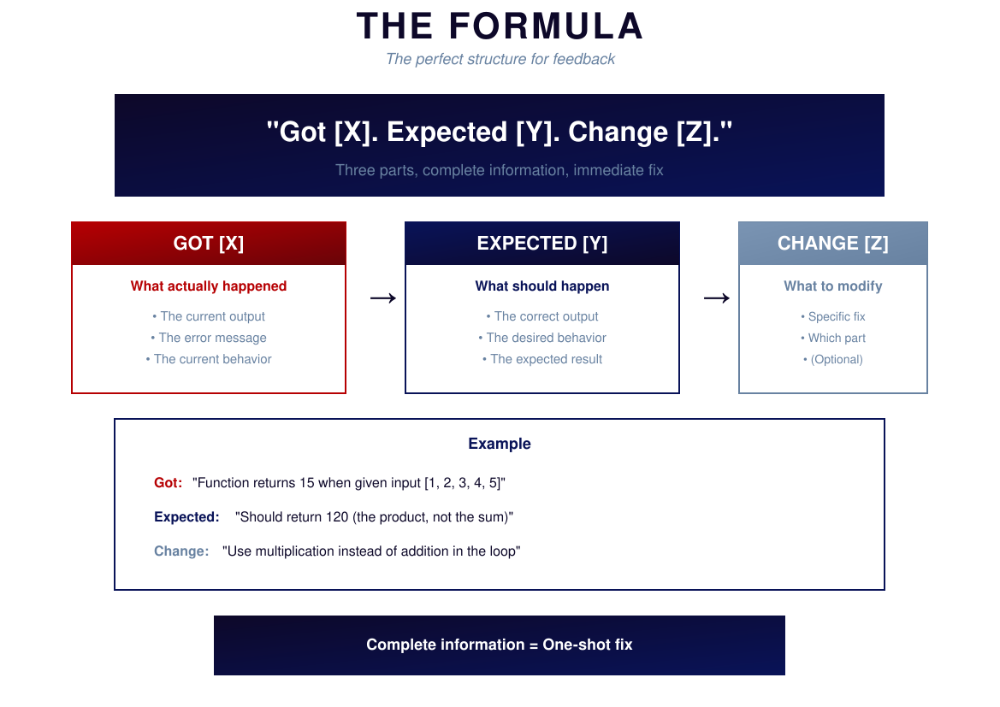 THE FORMULA
The perfect structure for feedback
"Got [X]. Expected [Y]. Change [Z]."
Three parts, complete information, immediate fix
GOT [X]
What actually happened
• The current output
• The error message
• The current behavior
→
EXPECTED [Y]
What should happen
• The correct output
• The desired behavior
• The expected result
→
CHANGE [Z]
What to modify
• Specific fix
• Which part
• (Optional)
Example
Got: "Function returns 15 when given input [1, 2, 3, 4, 5]"
Expected: "Should return 120 (the product, not the sum)"
Change: "Use multiplication instead of addition in the loop"
Complete information = One-shot fix